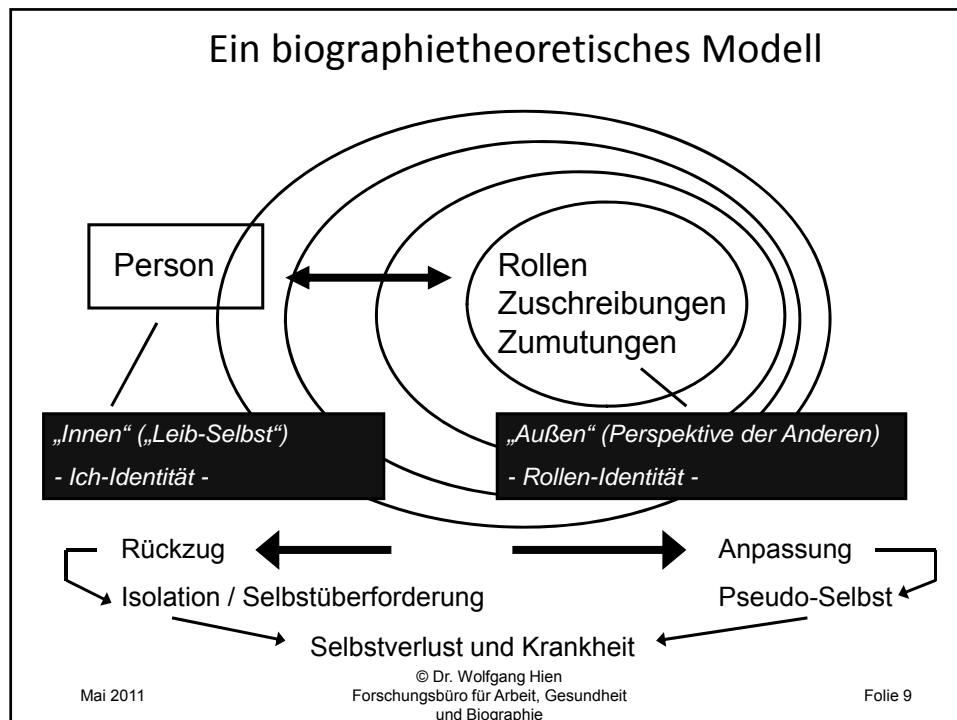 Ein biographietheoretisches Modell
Person
Rollen
Zuschreibungen
Zumutungen
„Innen“ („Leib-Selbst“)
- Ich-Identität -
„Außen“ (Perspektive der Anderen)
- Rollen-Identität -
Rückzug
Anpassung
Isolation / Selbstüberforderung
Pseudo-Selbst
Selbstverlust und Krankheit
Mai 2011
© Dr. Wolfgang Hien
Forschungsbüro für Arbeit, Gesundheit
und Biographie
Folie 9